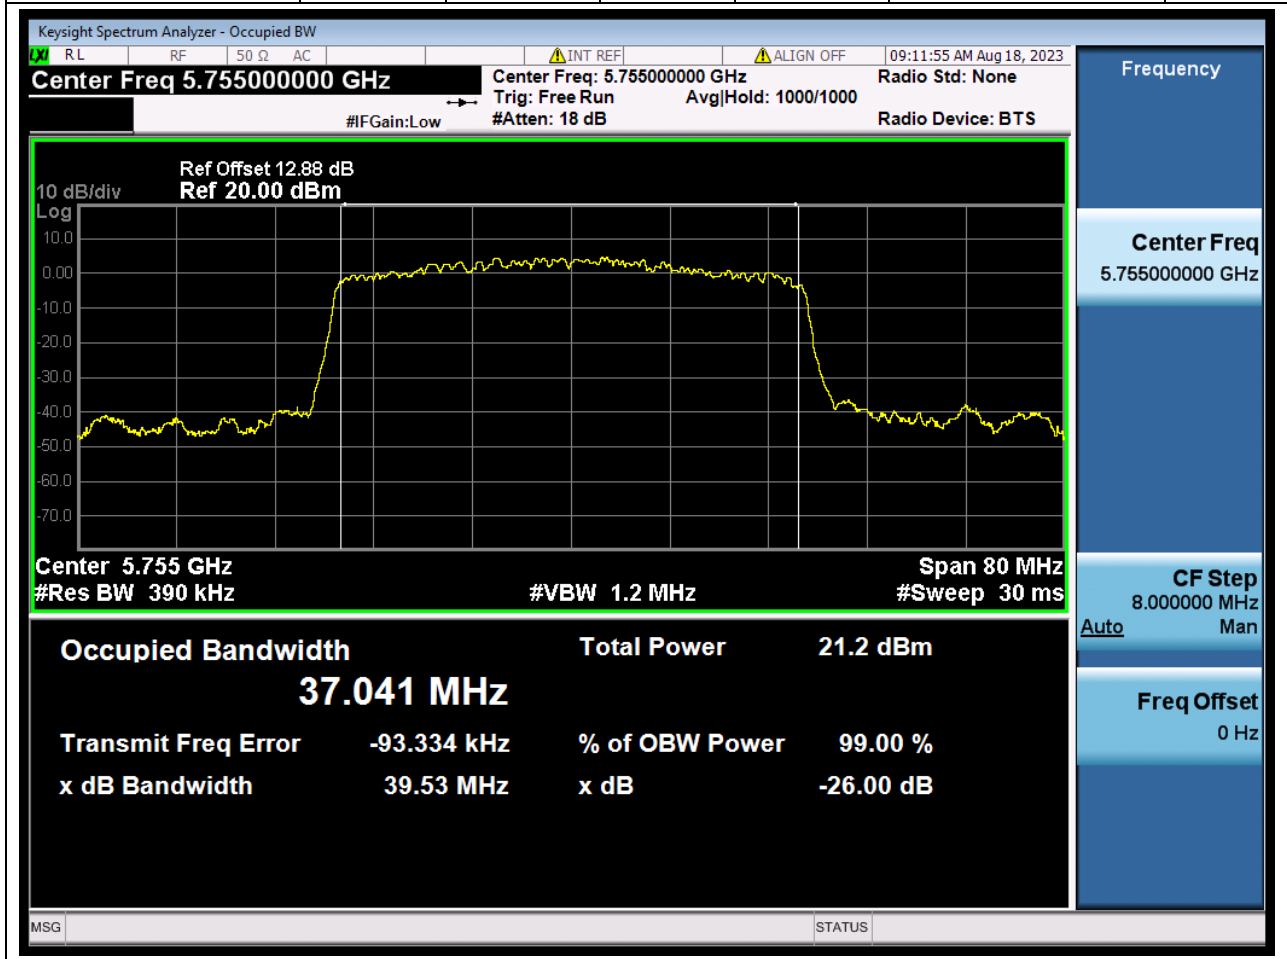 Keysight Spectrum Analyzer - Occupied BW
LXI RL RF 50 Ω AC INT REF ALIGN OFF 09:11:55 AM Aug 18, 2023
Center Freq 5.755000000 GHz
Center Freq: 5.755000000 GHz
Radio Std: None
Trig: Free Run Avg|Hold: 1000/1000
#IFGain:Low
#Atten: 18 dB
Radio Device: BTS
Ref Offset 12.88 dB
10 dB/div Ref 20.00 dBm
Log
10.0
0.00
-10.0
-20.0
-30.0
-40.0
-50.0
-60.0
-70.0
Center 5.755 GHz Span 80 MHz
#Res BW 390 kHz #VBW 1.2 MHz #Sweep 30 ms
Occupied Bandwidth Total Power 21.2 dBm
37.041 MHz
Transmit Freq Error -93.334 kHz % of OBW Power 99.00 %
x dB Bandwidth 39.53 MHz x dB -26.00 dB
MSG STATUS
Frequency
Center Freq
5.755000000 GHz
CF Step
8.000000 MHz
Auto Man
Freq Offset
0 Hz